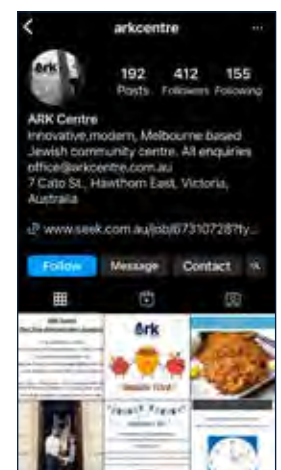 arkcentre
ark
192 412 155
Posts Followers Following
ARK Centre
Innovative,modern, Melbourne based
Jewish community centre. All enquiries
office@arkcentre.com.au
7 Cato St., Hawthorn East, Victoria,
Australia
www.seek.com.au/job/67310728?ty...
Follow Message Contact
ark